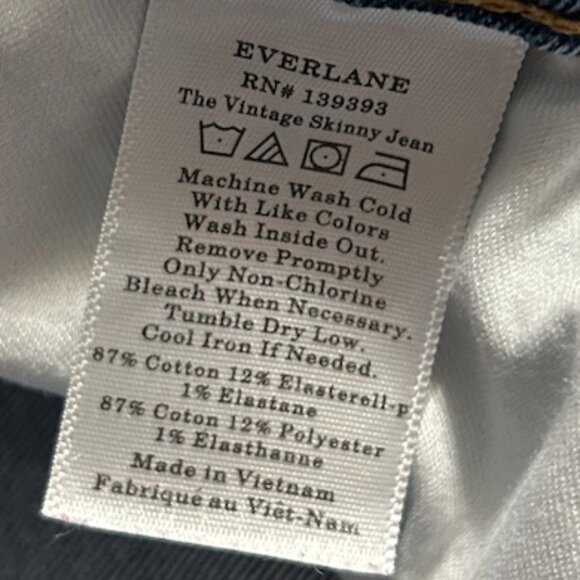 EVERLANE
RN# 139393
The Vintage Skinny Jean
Machine Wash Cold
With Like Colors
Wash Inside Out.
Remove Promptly
Only Non-Chlorine
Bleach When Necessary.
Tumble Dry Low.
Cool Iron If Needed.
87% Cotton 12% Elasterell-p
1% Elastane
87% Coton 12% Polyester
1% Elasthanne
Made in Vietnam
Fabrique au Viet-Nam